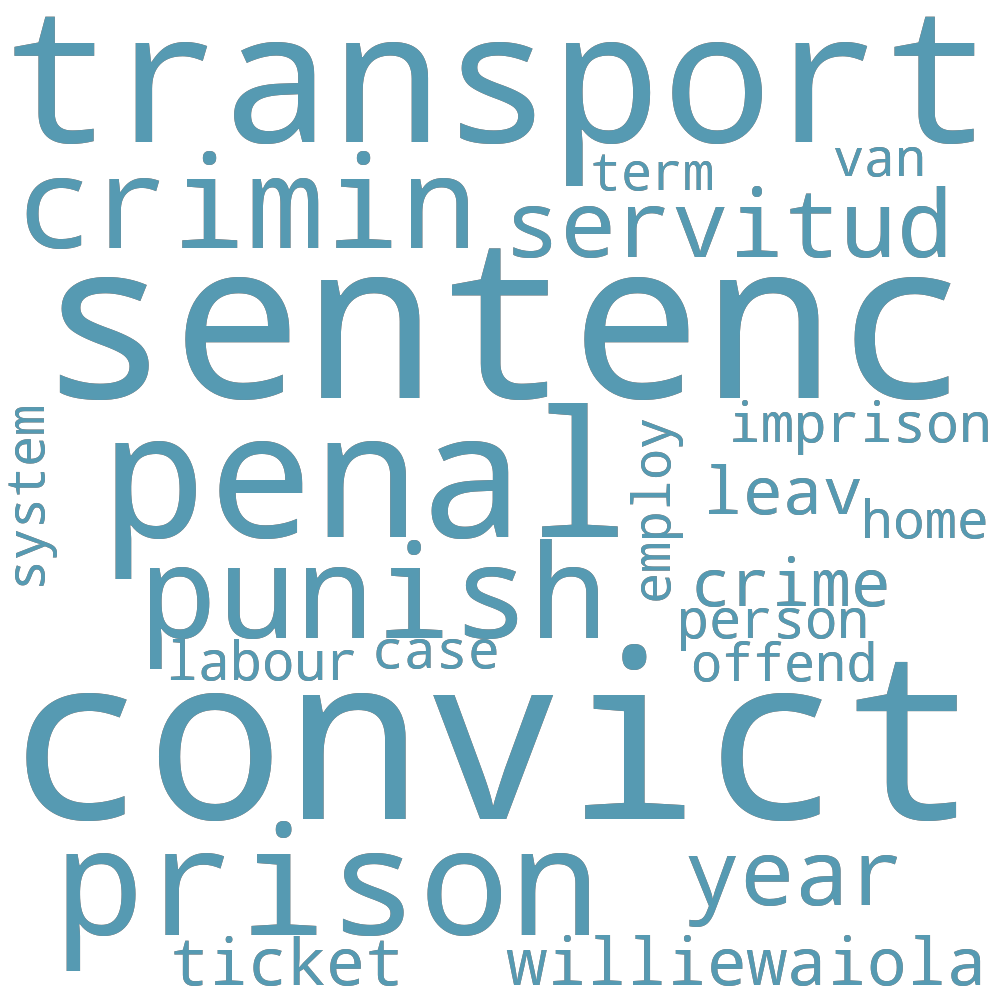 transport
crimin
term
van
servitud
sentenc
system
penal
employ
imprison
leav
home
punish
crime
person
labour
case
offend
convict
prison
year
ticket
williewaiola